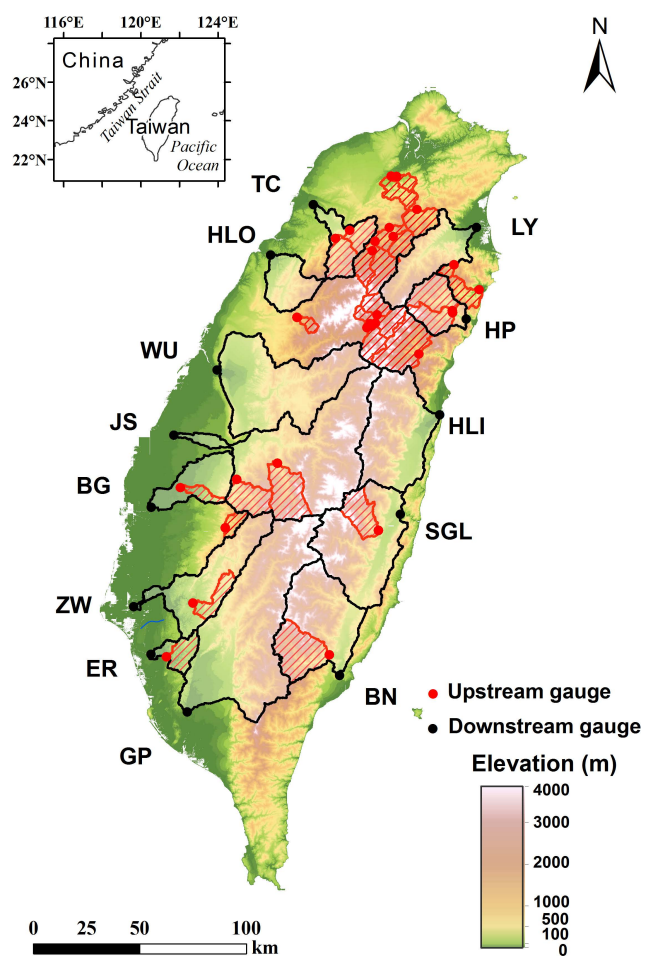 116°E 120°E 124°E
N
China
26°N
Taiwan Strait
24°N
Taiwan
Pacific
Ocean
22°N
TC
LY
HLO
HP
WU
HLI
JS
BG
SGL
ZW
ER
BN
GP
Upstream gauge
Downstream gauge
Elevation (m)
4000
3000
2000
1000
500
100
0
0 25 50 100
km